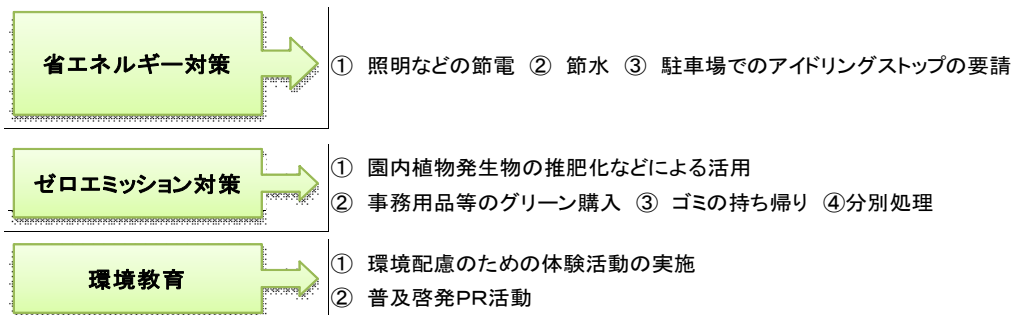 省エネルギー対策
① 照明などの節電 ② 節水 ③ 駐車場でのアイドリングストップの要請
ゼロエミッション対策
① 園内植物発生物の推肥化などによる活用
② 事務用品等のグリーン購入 ③ ゴミの持ち帰り ④分別処理
環境教育
① 環境配慮のための体験活動の実施
② 普及啓発PR活動